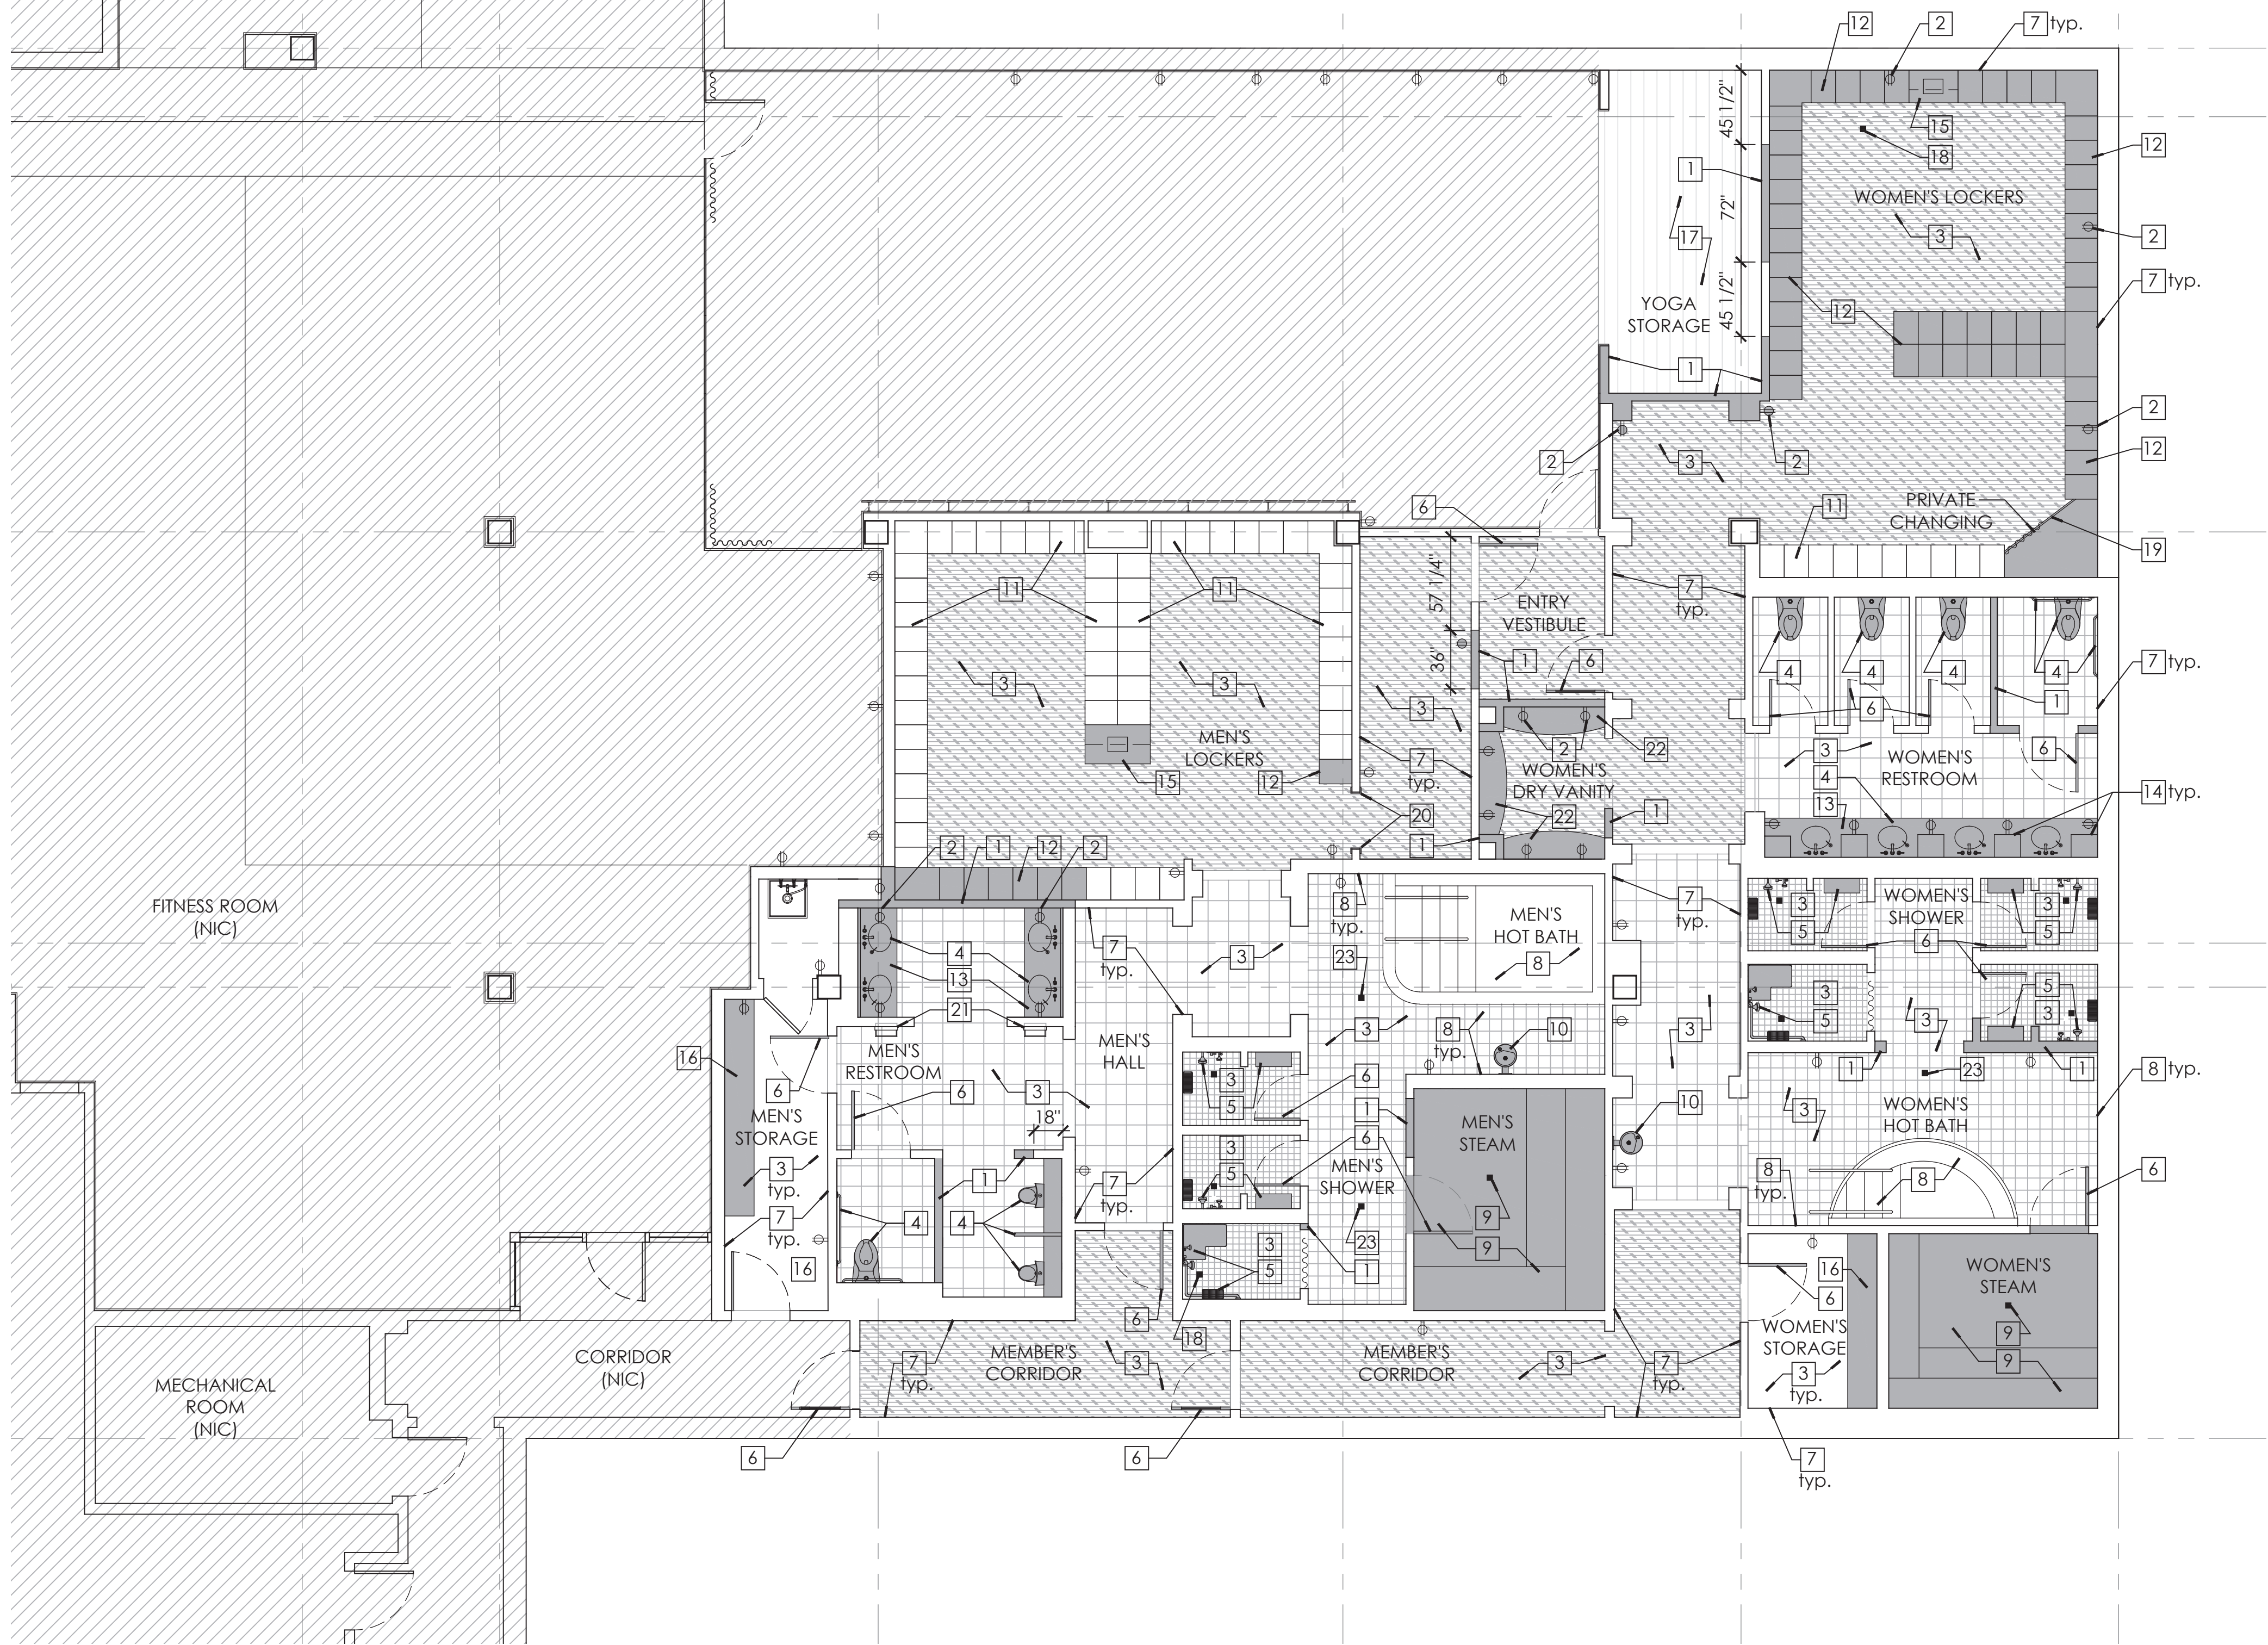 12
2
7 typ.
45 1/2"
15
18
12
1
WOMEN'S LOCKERS
72"
17
3
2
7 typ.
45 1/2"
YOGA
STORAGE
12
1
2
2
3
2
12
6
11
PRIVATE
CHANGING
19
11
11
57 1/4"
ENTRY
VESTIBULE
7
typ.
36"
1
6
4
4
4
4
7 typ.
3
3
3
1
6
MEN'S
LOCKERS
2
22
3
WOMEN'S
RESTROOM
6
7
typ.
WOMEN'S
DRY VANITY
4
15
12
13
14 typ.
20
22
1
1
2
1
12
2
FITNESS ROOM
(NIC)
8
typ.
MEN'S
HOT BATH
7
typ.
3
5
WOMEN'S
SHOWER
3
5
4
7
typ.
3
23
8
6
13
3
5
5
3
21
3
8
typ.
10
3
3
MEN'S
RESTROOM
MEN'S
HALL
16
1
23
1
8 typ.
6
6
3
3
5
6
18"
1
10
3
WOMEN'S
HOT BATH
MEN'S
STORAGE
MEN'S
STEAM
6
3
5
3
typ.
1
7
typ.
MEN'S
SHOWER
8
typ.
8
6
7
typ.
4
4
9
16
3
5
23
9
1
16
WOMEN'S
STEAM
6
6
18
WOMEN'S
STORAGE
9
CORRIDOR
(NIC)
7
typ.
MEMBER'S
CORRIDOR
3
MEMBER'S
CORRIDOR
3
7
typ.
9
3
typ.
MECHANICAL
ROOM
(NIC)
6
6
7
typ.